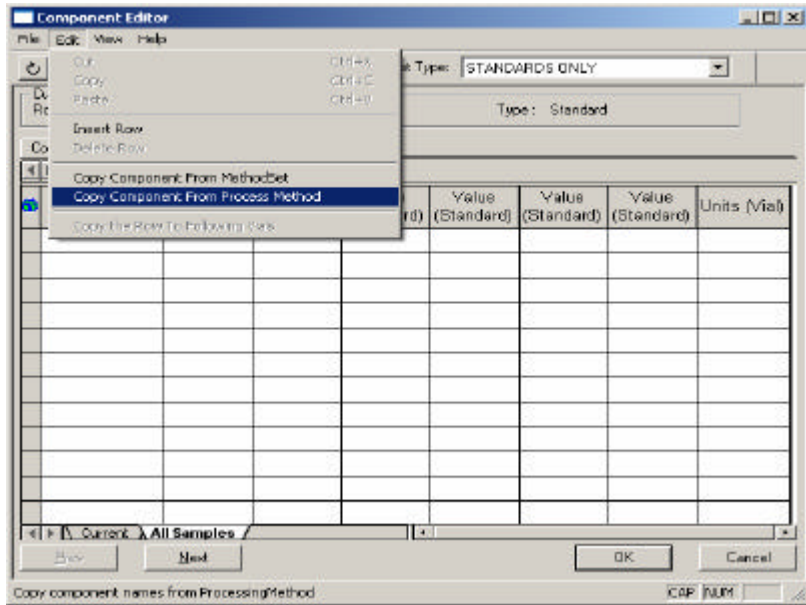 Component Editor
File Edit View Help
Cut Ctrl+X
Copy Ctrl+C
Paste Ctrl+V
Insert Row
Delete Row
Copy Component From MethodSet
Copy Component From Process Method
Copy the Row To Following Vials
Type: STANDARDS ONLY
Type: Standard
Co
rd)
Value (Standard)
Value (Standard)
Value (Standard)
Units (Vial)
Current All Samples
Prev Next OK Cancel
Copy component names from ProcessingMethod CAP NUM